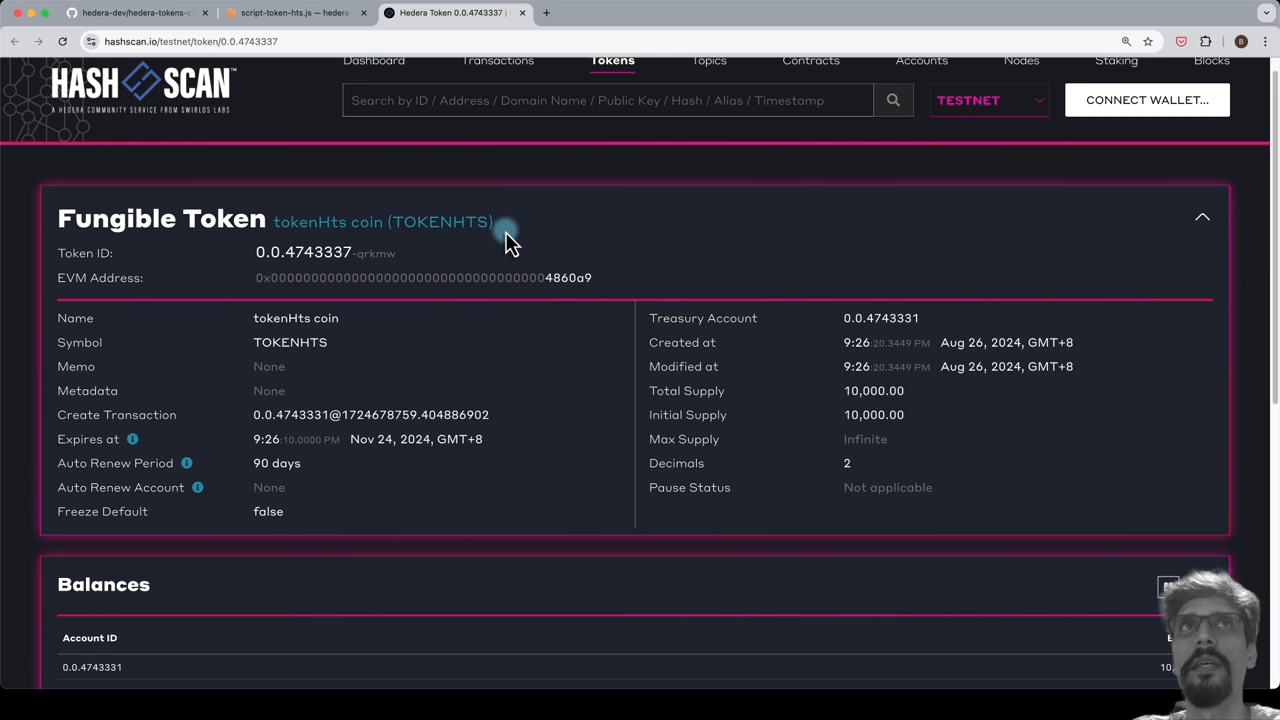 hedera-dev/hedera-tokens-c
script-token-hts.js — hedera-
Hedera Token 0.0.4743337 |
hashscan.io/testnet/token/0.0.4743337
B
HASH SCAN™
A HEDERA COMMUNITY SERVICE FROM SWIRLDS LABS
Dashboard Transactions Tokens Topics Contracts Accounts Nodes Staking Blocks
Search by ID / Address / Domain Name / Public Key / Hash / Alias / Timestamp
TESTNET
CONNECT WALLET...
Fungible Token tokenHts coin (TOKENHTS)
Token ID: 0.0.4743337-qrkmw
EVM Address: 0x00000000000000000000000000000000004860a9
Name tokenHts coin
Symbol TOKENHTS
Memo None
Metadata None
Create Transaction 0.0.4743331@1724678759.404886902
Expires at 9:26:10.0000 PM Nov 24, 2024, GMT+8
Auto Renew Period 90 days
Auto Renew Account None
Freeze Default false
Treasury Account 0.0.4743331
Created at 9:26:20.3449 PM Aug 26, 2024, GMT+8
Modified at 9:26:20.3449 PM Aug 26, 2024, GMT+8
Total Supply 10,000.00
Initial Supply 10,000.00
Max Supply Infinite
Decimals 2
Pause Status Not applicable
Balances
Account ID
0.0.4743331 10,